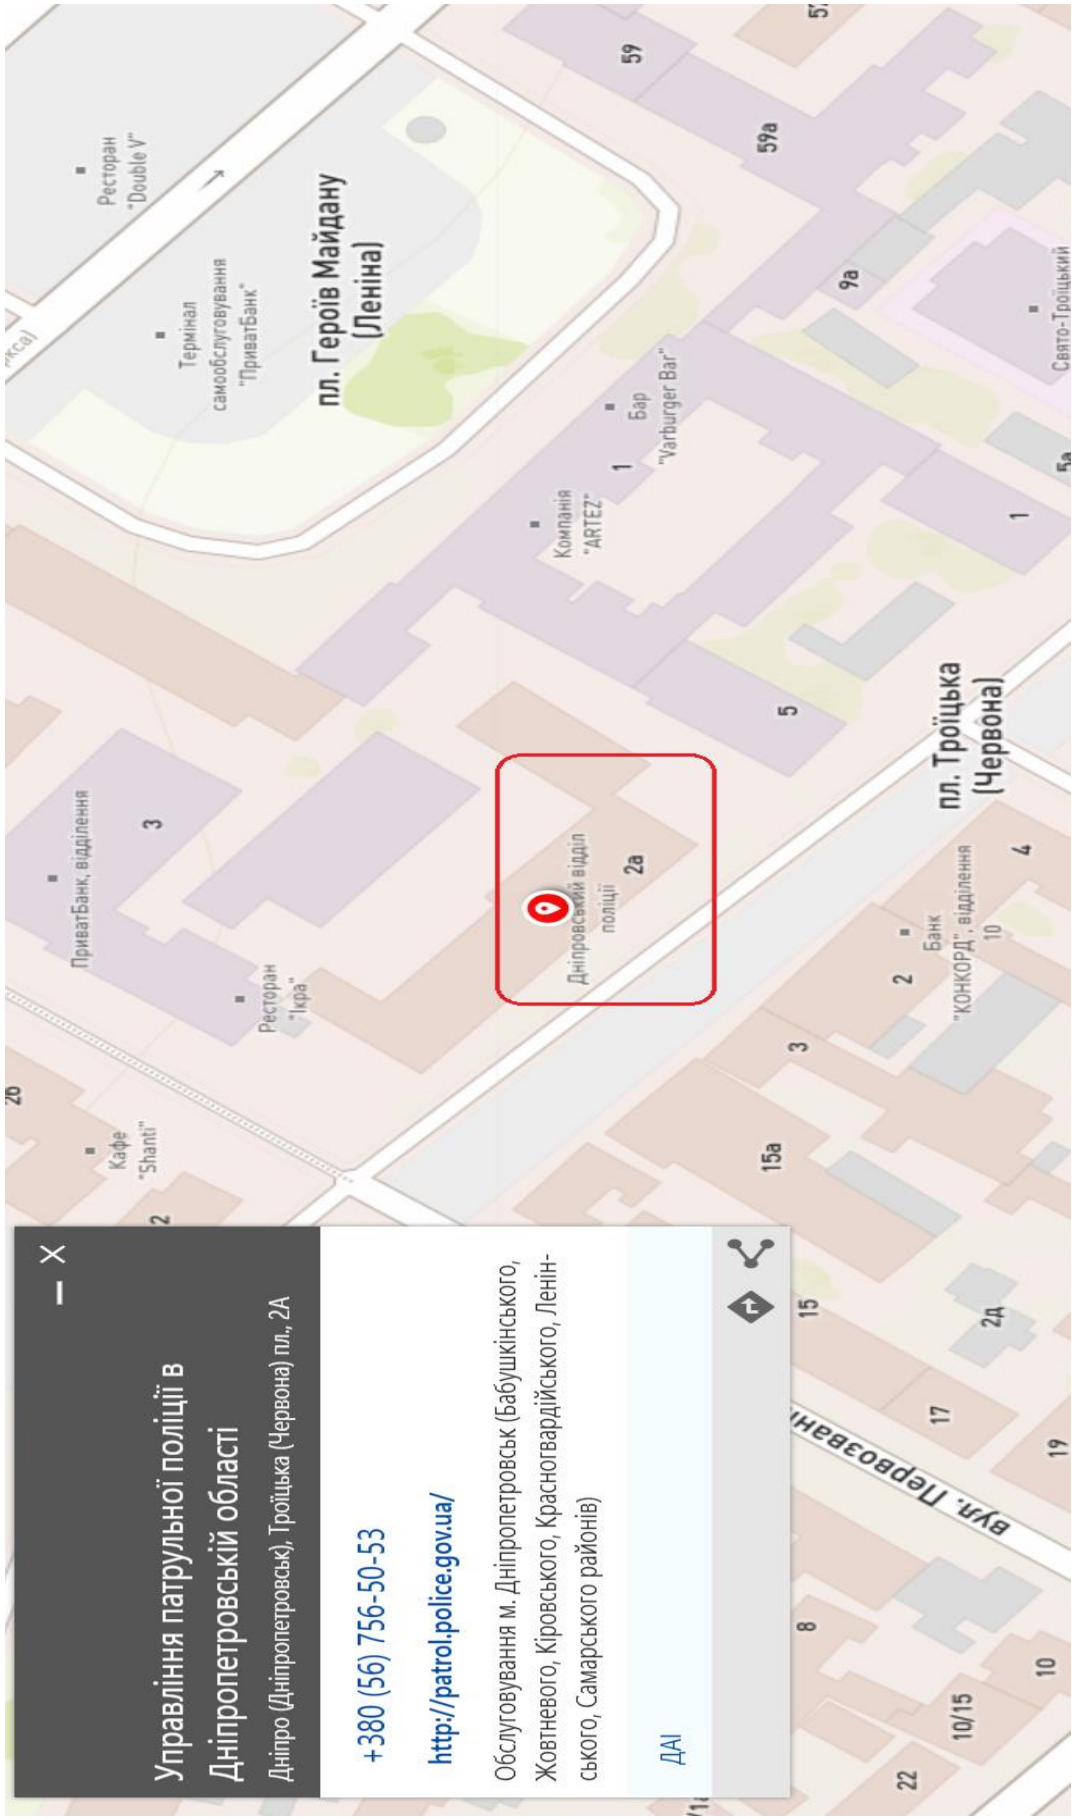 Управління патрульної поліції в
Дніпропетровській області
Дніпро (Дніпропетровськ), Троїцька (Червона) пл., 2А
+380 (56) 756-50-53
http://patrol.police.gov.ua/
Обслуговування м. Дніпропетровськ (Бабушкінського,
Жовтневого, Кіровського, Красногвардійського, Ленін-
ського, Самарського районів)
ДАІ
– X
2б
Кафе
"Shanti"
2
ПриватБанк, відділення
3
Ресторан
"Ікра"
Ресторан
"Double V"
Термінал
самообслуговування
"ПриватБанк"
пл. Героїв Майдану
(Леніна)
Компанія
"ARTEZ"
1
Бар
"Varburger Bar"
59
59а
9а
Свято-Троїцький
5а
1
5
Дніпровський відділ
поліції
2а
пл. Троїцька
(Червона)
4
2
Банк
"КОНКОРД", відділення
10
3
15а
15
2д
17
19
вул. Первозванн
8
10
10/15
22